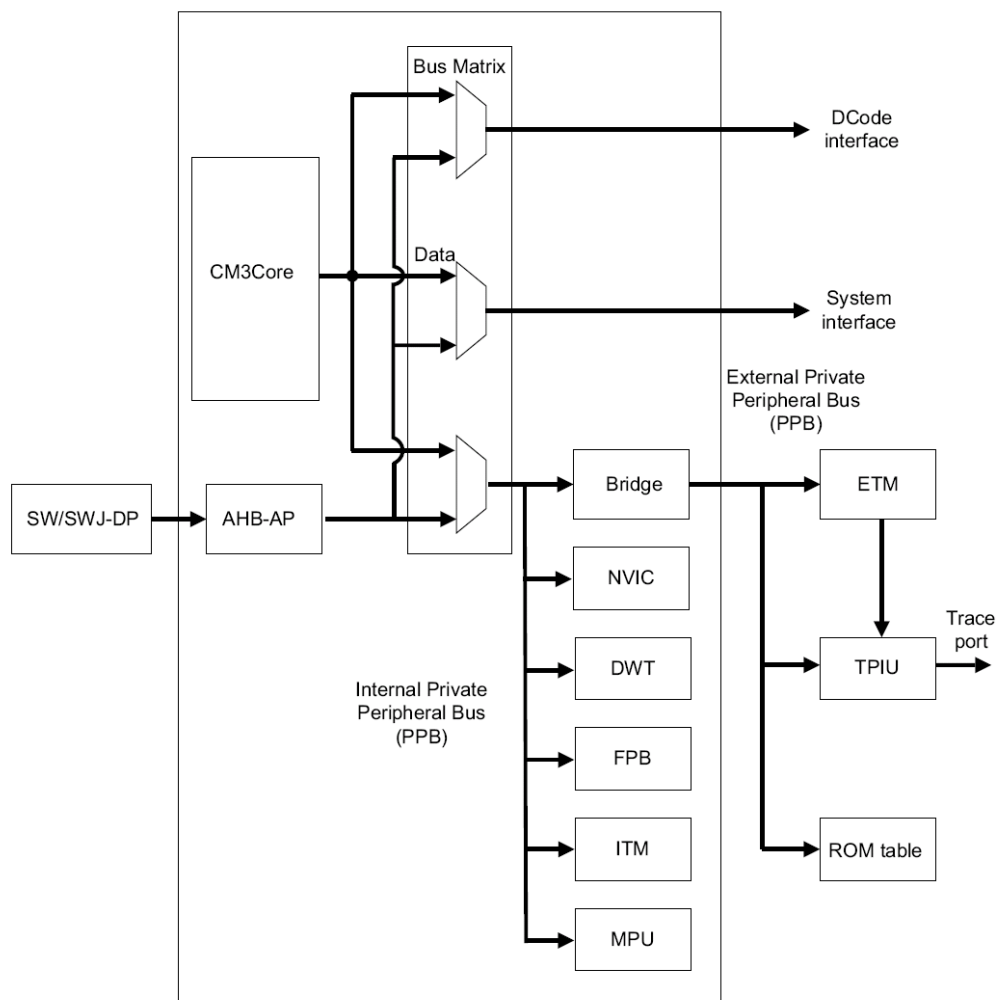 Bus Matrix
DCode
interface
CM3Core
Data
System
interface
External Private
Peripheral Bus
(PPB)
SW/SWJ-DP
AHB-AP
Bridge
ETM
NVIC
Trace
port
DWT
TPIU
Internal Private
Peripheral Bus
(PPB)
FPB
ITM
ROM table
MPU